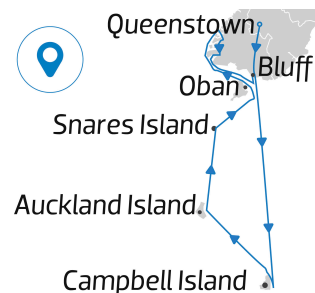 Queenstown
Bluff
Oban
Snares Island
Auckland Island
Campbell Island